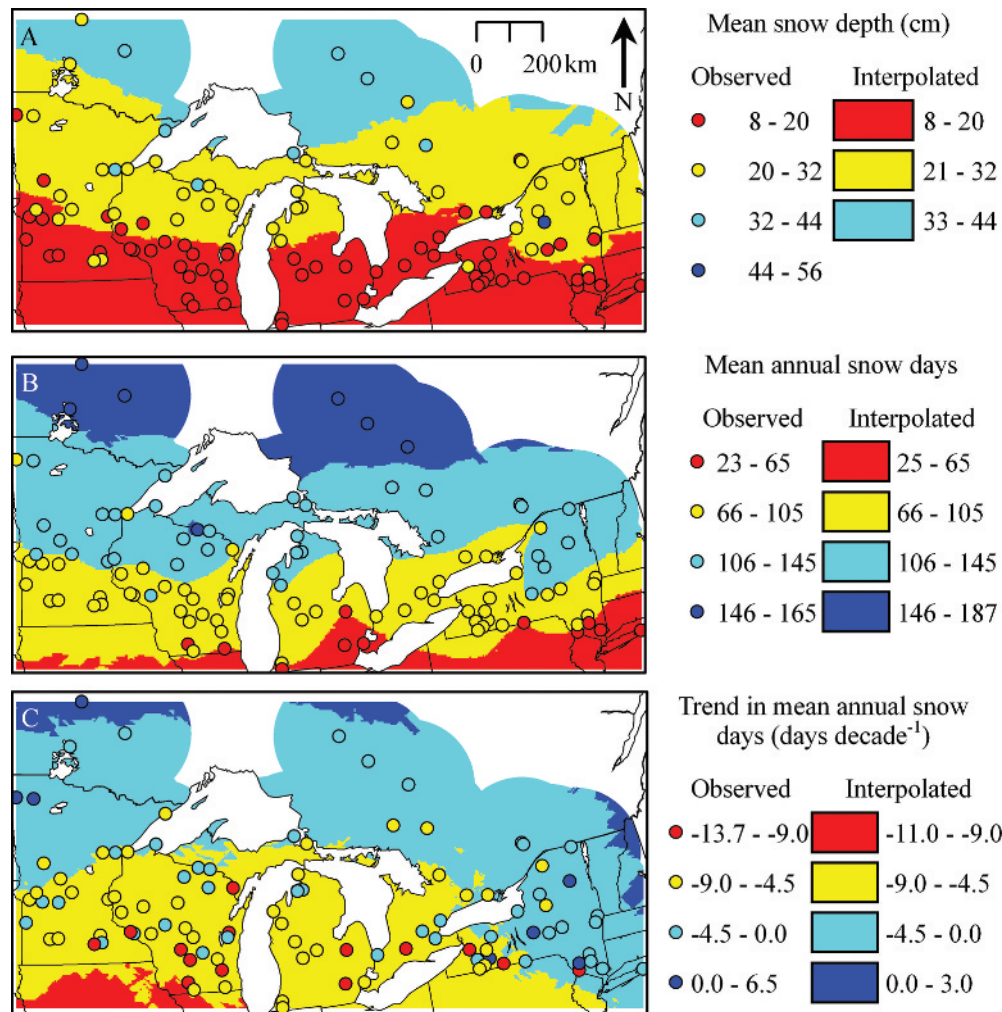 A
0 200 km
N
Mean snow depth (cm)
Observed Interpolated
8 - 20 8 - 20
20 - 32 21 - 32
32 - 44 33 - 44
44 - 56
B
Mean annual snow days
Observed Interpolated
23 - 65 25 - 65
66 - 105 66 - 105
106 - 145 106 - 145
146 - 165 146 - 187
C
Trend in mean annual snow
days (days decade⁻¹)
Observed Interpolated
-13.7 - -9.0 -11.0 - -9.0
-9.0 - -4.5 -9.0 - -4.5
-4.5 - 0.0 -4.5 - 0.0
0.0 - 6.5 0.0 - 3.0